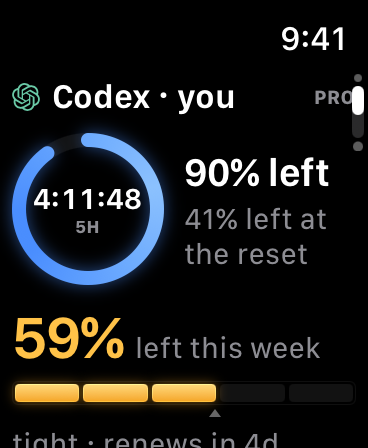 9:41
Codex · you PRO
4:11:48
5H
90% left
41% left at
the reset
59% left this week
tight · renews in 4d